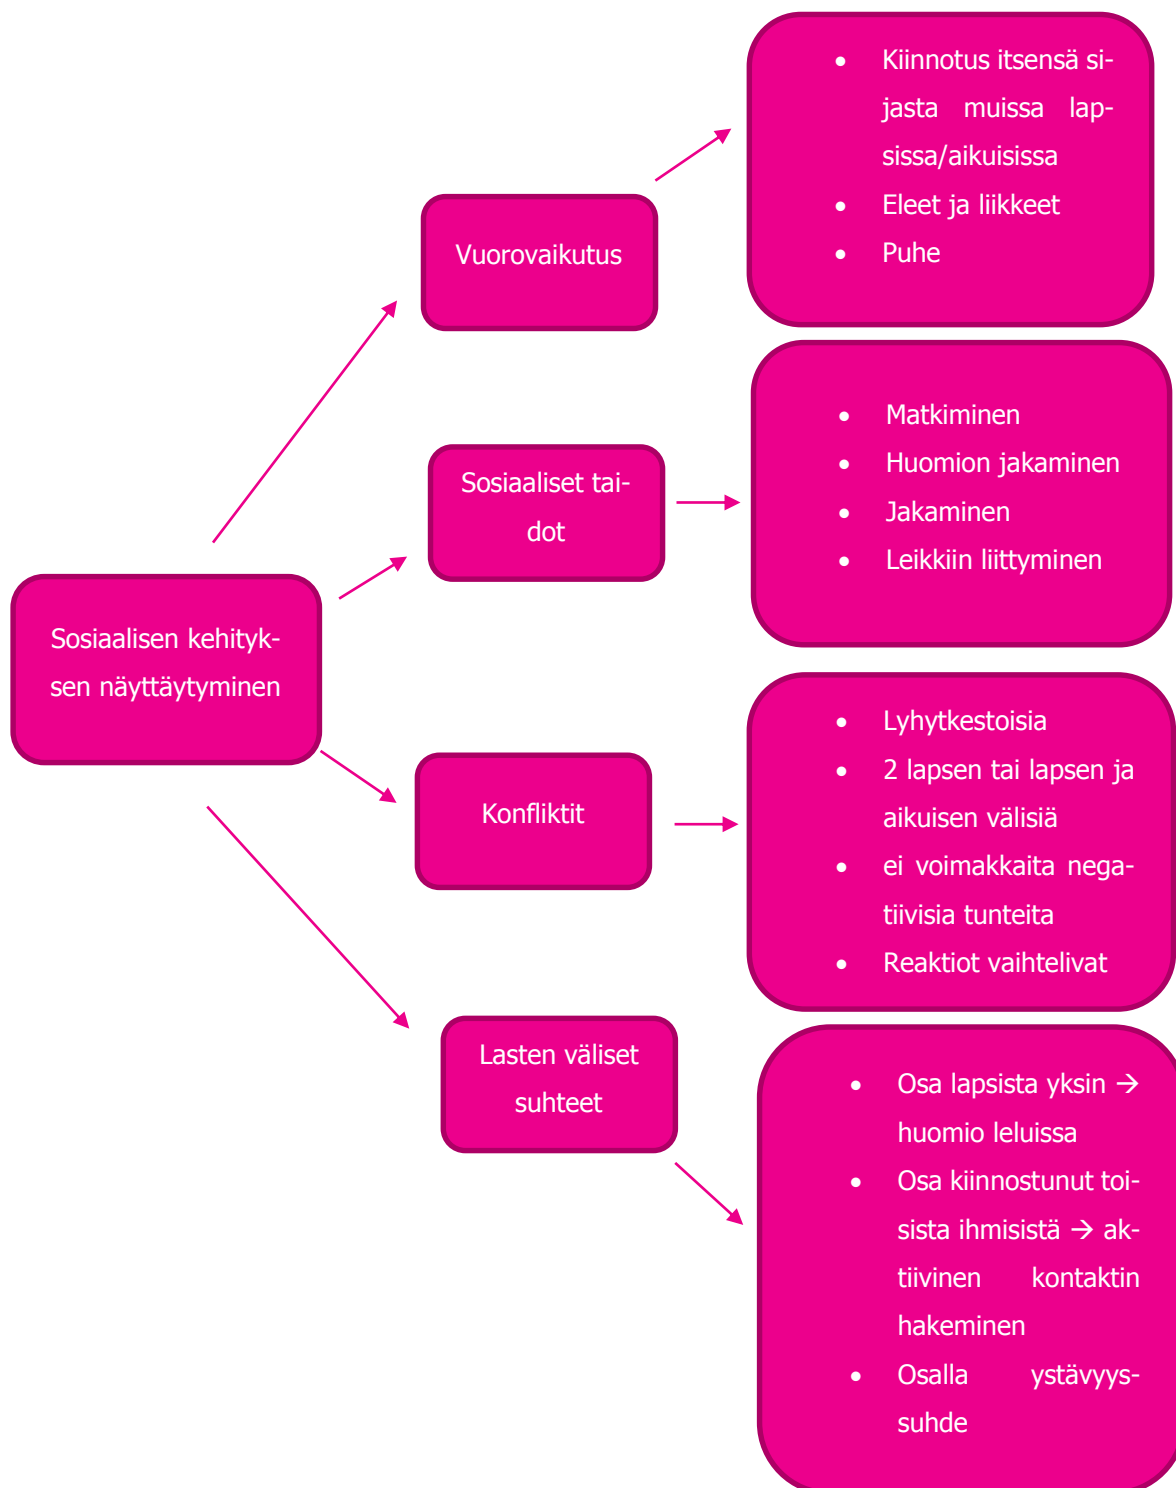 Sosiaalisen kehityk-
sen näyttäytyminen
Vuorovaikutus
• Kiinnotus itsensä si-
jasta muissa lap-
sissa/aikuisissa
• Eleet ja liikkeet
• Puhe
Sosiaaliset tai-
dot
• Matkiminen
• Huomion jakaminen
• Jakaminen
• Leikkiin liittyminen
Konfliktit
• Lyhytkestoisia
• 2 lapsen tai lapsen ja
aikuisen välisiä
• ei voimakkaita nega-
tiivisia tunteita
• Reaktiot vaihtelivat
Lasten väliset
suhteet
• Osa lapsista yksin →
huomio leluissa
• Osa kiinnostunut toi-
sista ihmisistä → ak-
tiivinen kontaktin
hakeminen
• Osalla ystävyys-
suhde